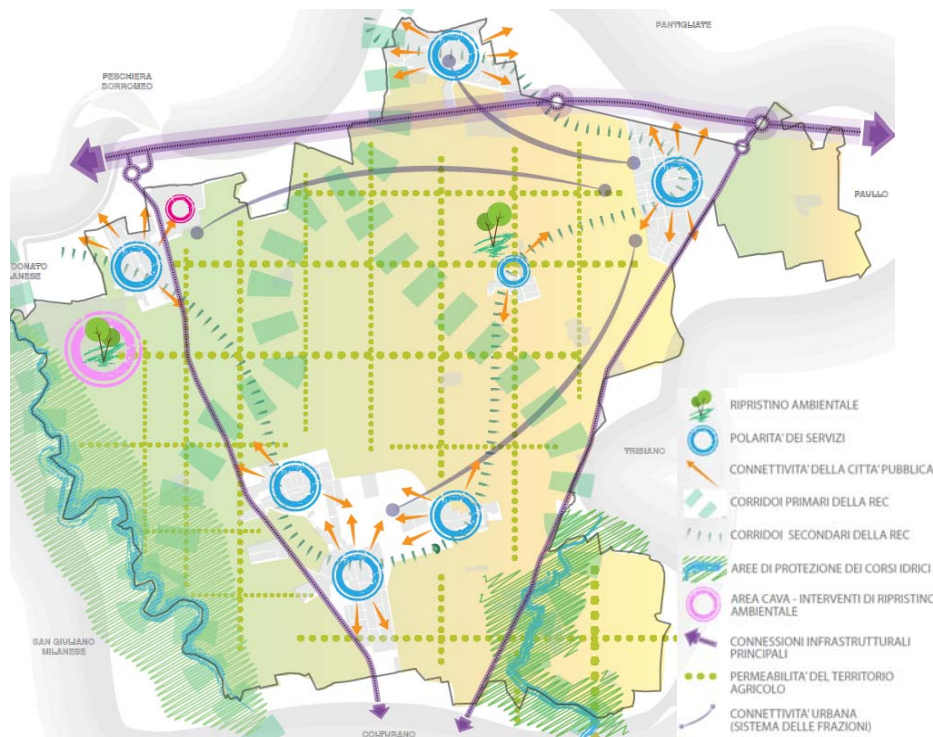 PANTIGLIATE
PESCHIERA
BORROMEO
PAULLO
DONATO
LANESE
TRIBIANO
SAN GIULIANO
MILANESE
COLTURANO
RIPRISTINO AMBIENTALE
POLARITA' DEI SERVIZI
CONNETTIVITA' DELLA CITTA' PUBBLICA
CORRIDOI PRIMARI DELLA REC
CORRIDOI SECONDARI DELLA REC
AREE DI PROTEZIONE DEI CORSI IDRICI
AREA CAVA - INTERVENTI DI RIPRISTINO
AMBIENTALE
CONNESSIONI INFRASTRUTTURALI
PRINCIPALI
PERMEABILITA' DEL TERRITORIO
AGRICOLO
CONNETTIVITA' URBANA
(SISTEMA DELLE FRAZIONI)